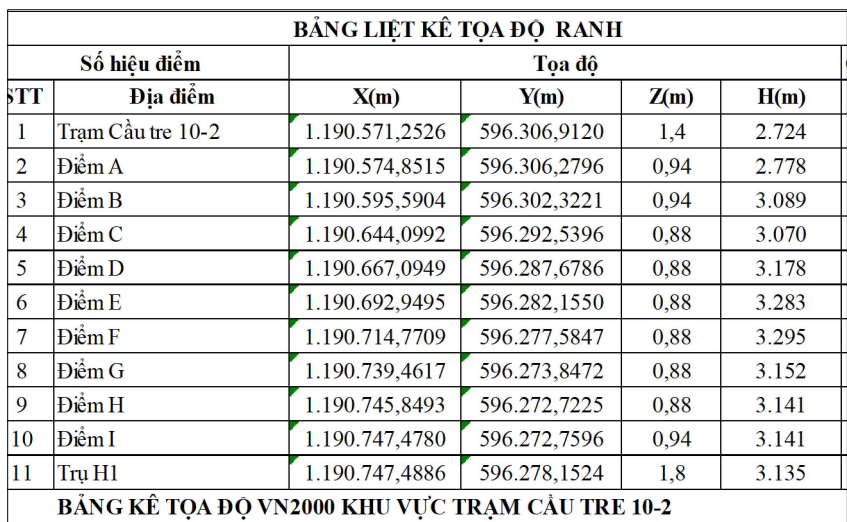 BẢNG LIỆT KÊ TỌA ĐỘ RANH
Số hiệu điểm Tọa độ
STT Địa điểm X(m) Y(m) Z(m) H(m)
1 Trạm Cầu tre 10-2 1.190.571,2526 596.306,9120 1,4 2.724
2 Điểm A 1.190.574,8515 596.306,2796 0,94 2.778
3 Điểm B 1.190.595,5904 596.302,3221 0,94 3.089
4 Điểm C 1.190.644,0992 596.292,5396 0,88 3.070
5 Điểm D 1.190.667,0949 596.287,6786 0,88 3.178
6 Điểm E 1.190.692,9495 596.282,1550 0,88 3.283
7 Điểm F 1.190.714,7709 596.277,5847 0,88 3.295
8 Điểm G 1.190.739,4617 596.273,8472 0,88 3.152
9 Điểm H 1.190.745,8493 596.272,7225 0,88 3.141
10 Điểm I 1.190.747,4780 596.272,7596 0,94 3.141
11 Trụ H1 1.190.747,4886 596.278,1524 1,8 3.135
BẢNG KÊ TỌA ĐỘ VN2000 KHU VỰC TRẠM CẦU TRE 10-2